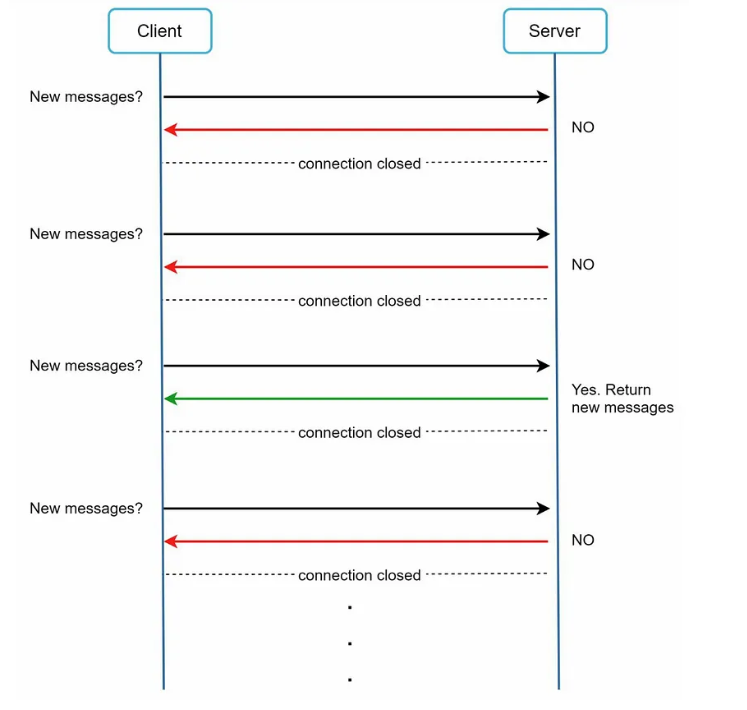 Client
Server
New messages?
NO
connection closed
New messages?
NO
connection closed
New messages?
Yes. Return
new messages
connection closed
New messages?
NO
connection closed